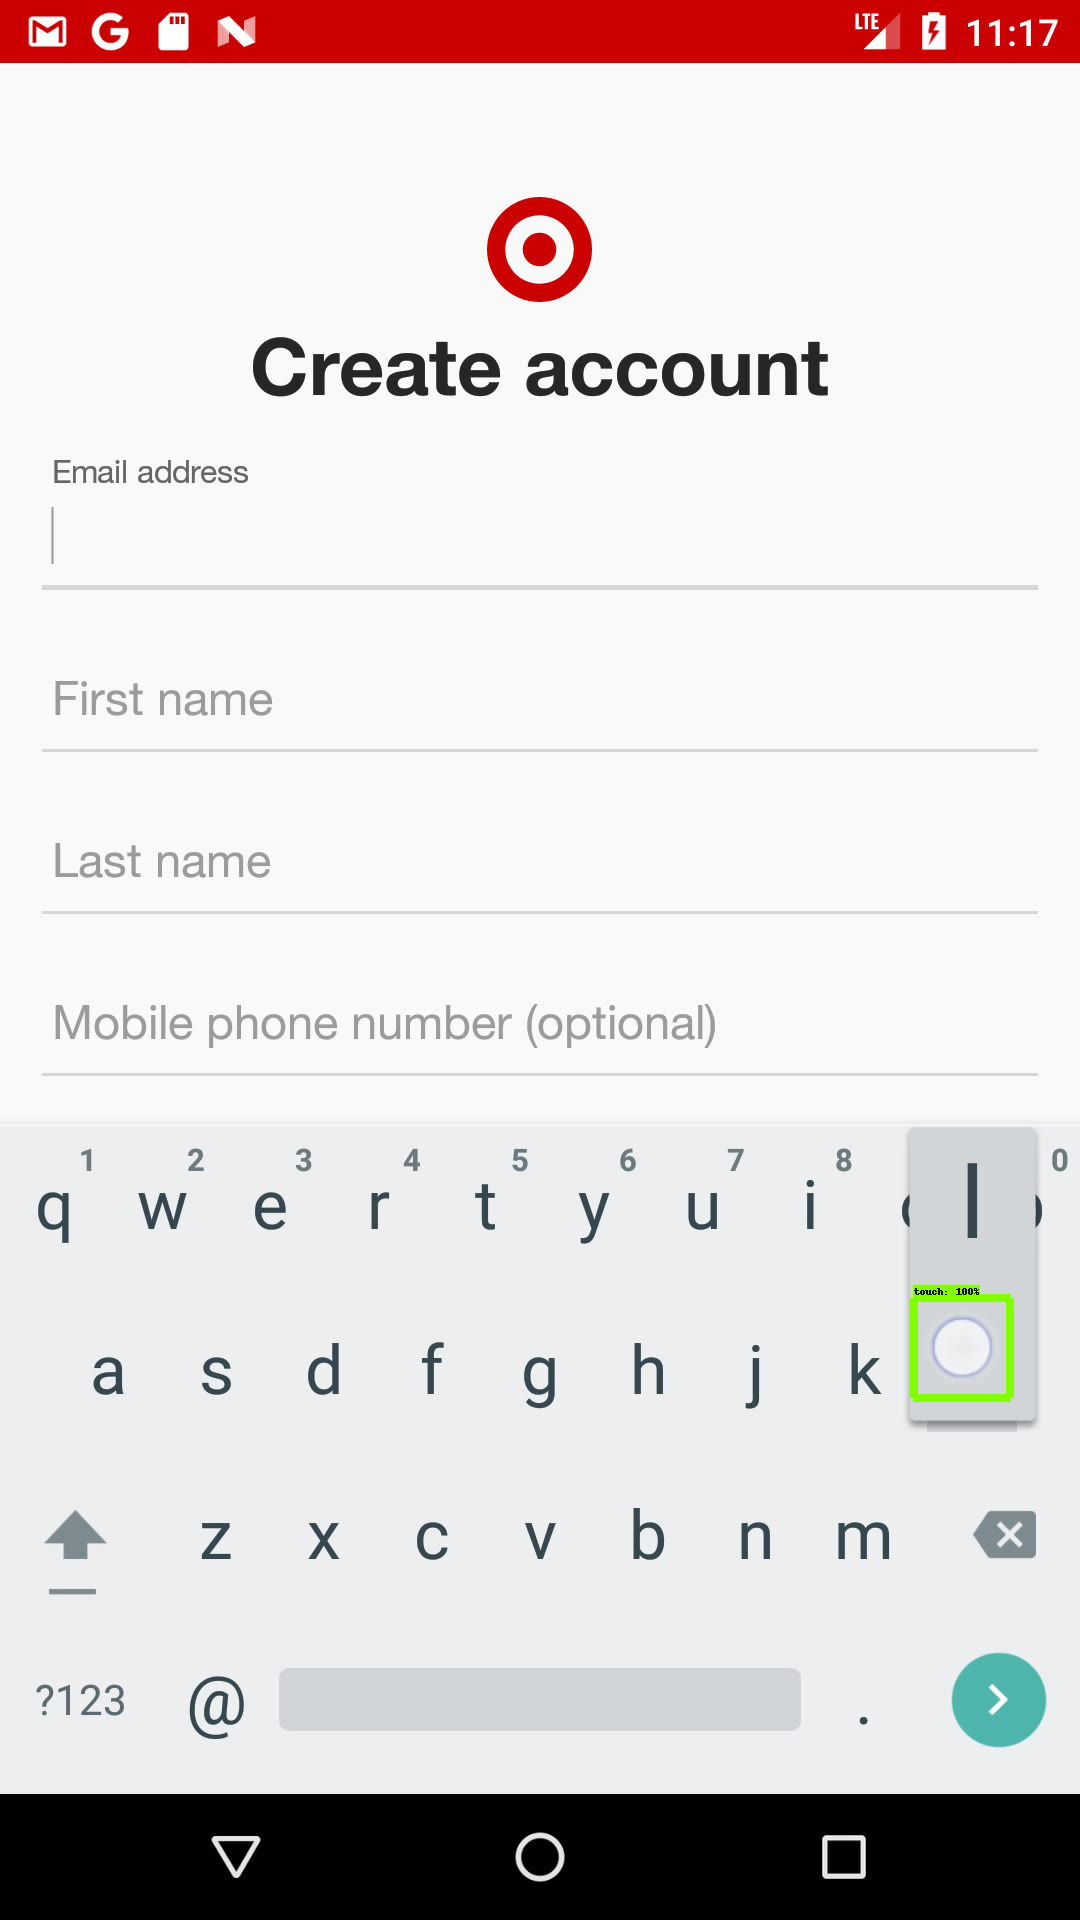 LTE 11:17
Create account
Email address
First name
Last name
Mobile phone number (optional)
1 2 3 4 5 6 7 8 0
q w e r t y u i l
touch: 100%
a s d f g h j k
z x c v b n m
?123 @ .